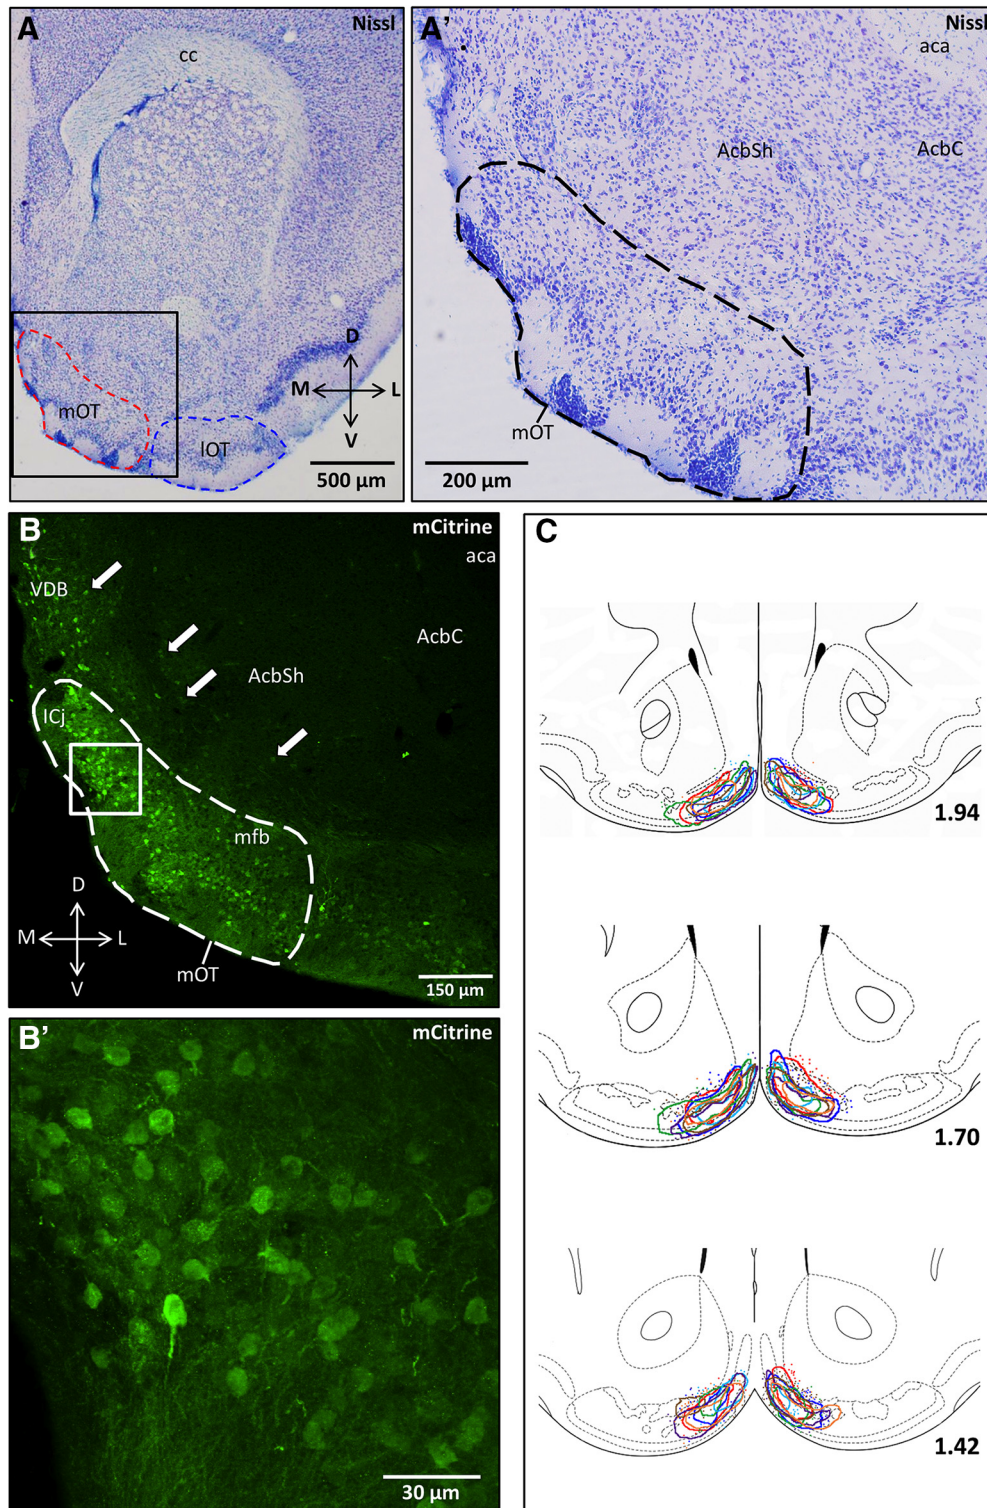 A
Nissl
cc
mOT
lOT
D
M
L
V
500 µm
A'
Nissl
aca
AcbSh
AcbC
mOT
200 µm
B
mCitrine
aca
VDB
AcbC
AcbSh
ICj
mfb
D
M
L
V
mOT
150 µm
B'
mCitrine
30 µm
C
1.94
1.70
1.42